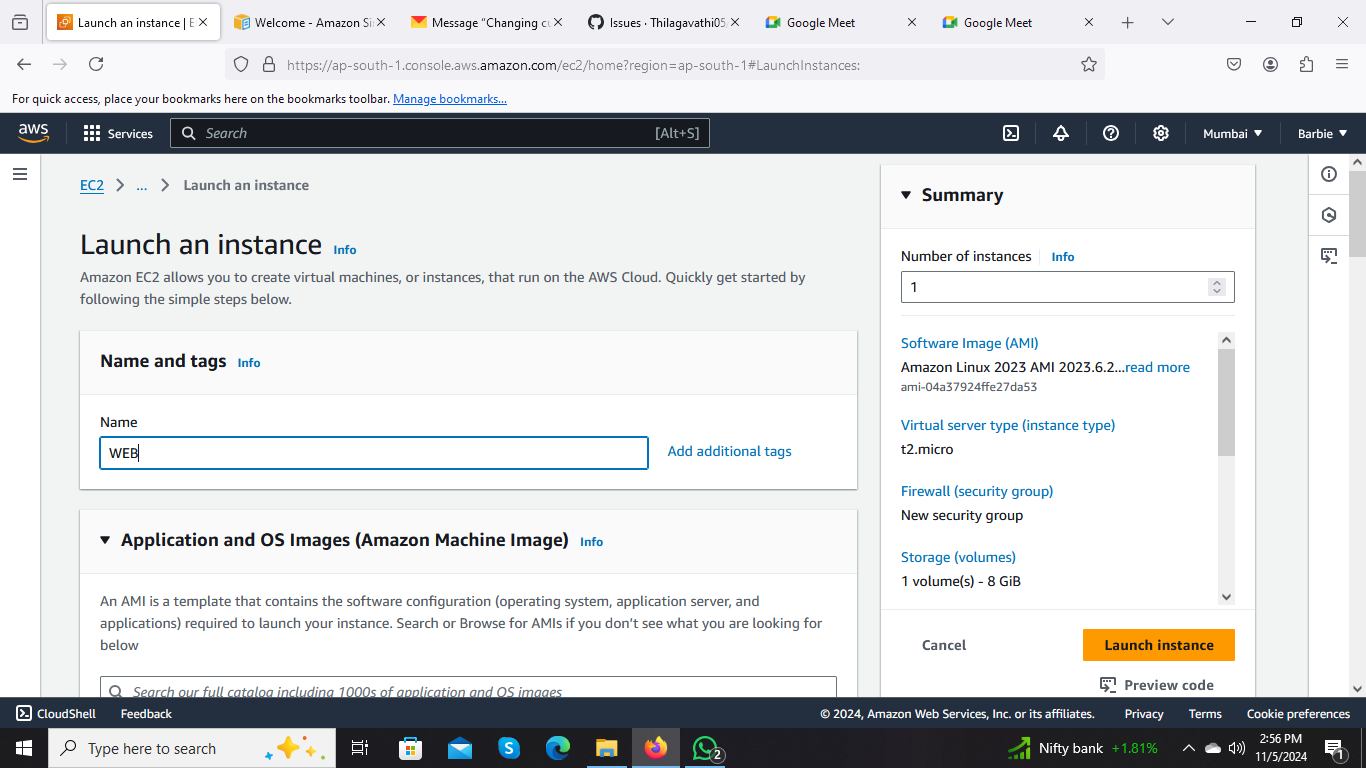 Launch an instance | E
Welcome - Amazon Si
Message “Changing cu
Issues · Thilagavathi05
Google Meet
Google Meet
https://ap-south-1.console.aws.amazon.com/ec2/home?region=ap-south-1#LaunchInstances:
For quick access, place your bookmarks here on the bookmarks toolbar. Manage bookmarks...
aws
Services
Search
[Alt+S]
Mumbai
Barbie
EC2
...
Launch an instance
Launch an instance Info
Amazon EC2 allows you to create virtual machines, or instances, that run on the AWS Cloud. Quickly get started by
following the simple steps below.
Name and tags Info
Name
WEB
Add additional tags
Application and OS Images (Amazon Machine Image) Info
An AMI is a template that contains the software configuration (operating system, application server, and
applications) required to launch your instance. Search or Browse for AMIs if you don't see what you are looking for
below
Search our full catalog including 1000s of application and OS images
Summary
Number of instances Info
1
Software Image (AMI)
Amazon Linux 2023 AMI 2023.6.2...read more
ami-04a37924ffe27da53
Virtual server type (instance type)
t2.micro
Firewall (security group)
New security group
Storage (volumes)
1 volume(s) - 8 GiB
Cancel
Launch instance
Preview code
CloudShell
Feedback
© 2024, Amazon Web Services, Inc. or its affiliates.
Privacy
Terms
Cookie preferences
Type here to search
2
Nifty bank +1.81%
2:56 PM
11/5/2024
1